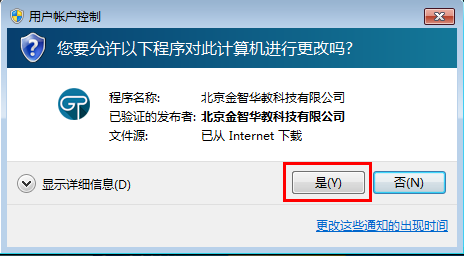 用户帐户控制
您要允许以下程序对此计算机进行更改吗?
程序名称: 北京金智华教科技有限公司
已验证的发布者: 北京金智华教科技有限公司
文件源: 已从 Internet 下载
显示详细信息(D)
是(Y)
否(N)
更改这些通知的出现时间